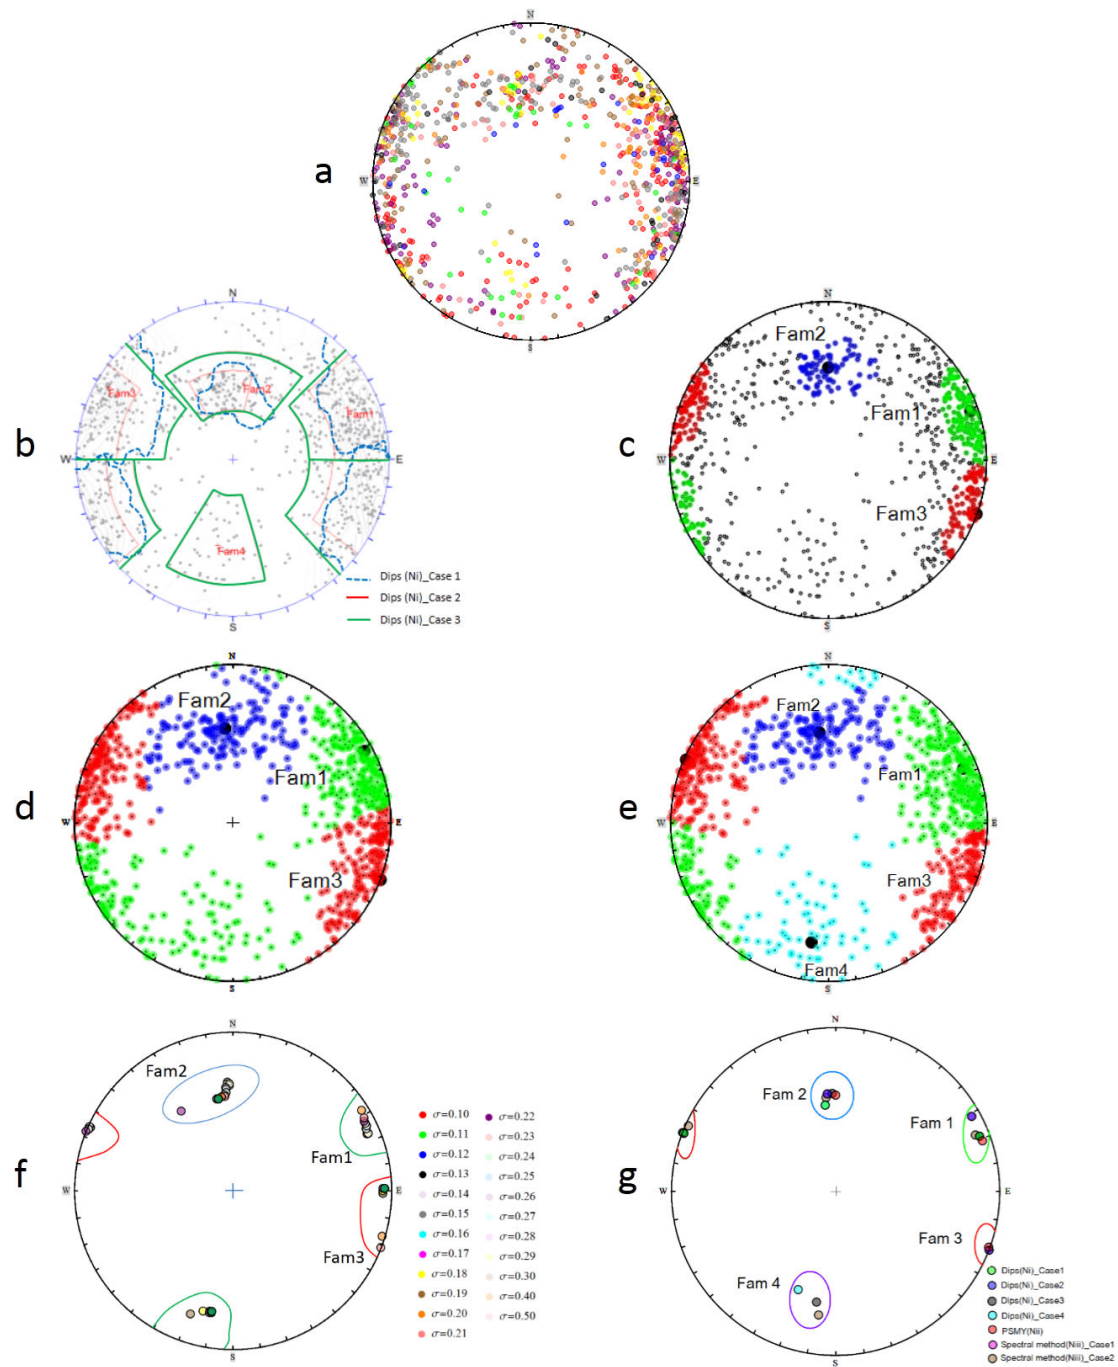 N
a
W
E
S
N
Fam2
Fam3
Fam1
b
W
E
Fam4
S
Dips (Ni)_Case 1
Dips (Ni)_Case 2
Dips (Ni)_Case 3
N
Fam2
Fam1
c
W
E
Fam3
S
N
Fam2
Fam1
d
W
E
Fam3
S
N
Fam2
Fam1
e
W
E
Fam3
Fam4
S
N
Fam2
Fam1
f
W
E
Fam3
S
σ=0.10
σ=0.11
σ=0.12
σ=0.13
σ=0.14
σ=0.15
σ=0.16
σ=0.17
σ=0.18
σ=0.19
σ=0.20
σ=0.21
σ=0.22
σ=0.23
σ=0.24
σ=0.25
σ=0.26
σ=0.27
σ=0.28
σ=0.29
σ=0.30
σ=0.40
σ=0.50
N
Fam 2
Fam 1
g
W
E
Fam 3
Fam 4
S
Dips(Ni)_Case1
Dips(Ni)_Case2
Dips(Ni)_Case3
Dips(Ni)_Case4
PSMY(Nii)
Spectral method(Niii)_Case1
Spectral method(Niii)_Case2